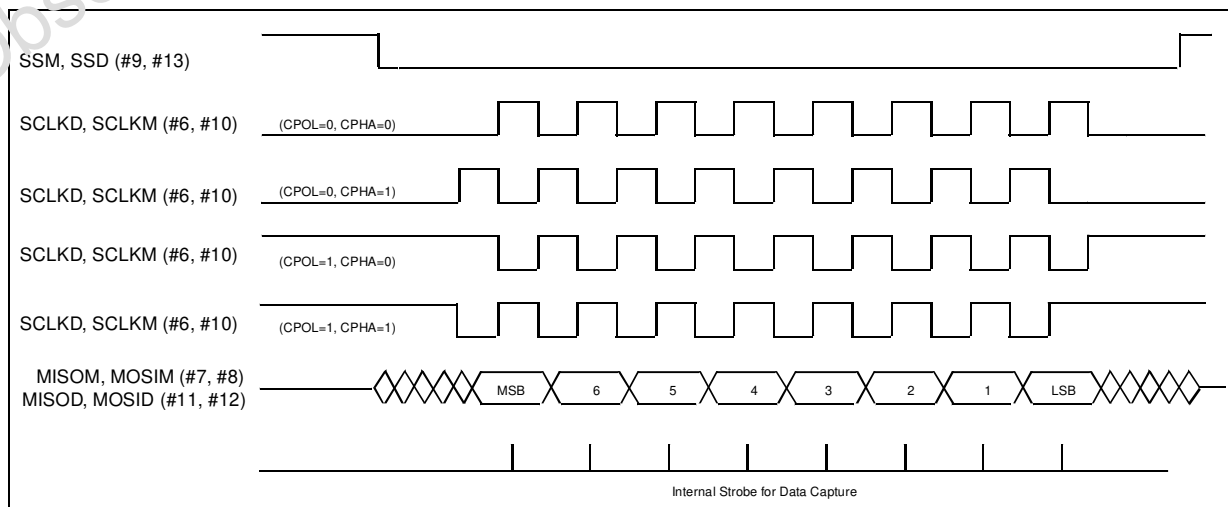 SSM, SSD (#9, #13)
SCLKD, SCLKM (#6, #10) (CPOL=0, CPHA=0)
SCLKD, SCLKM (#6, #10) (CPOL=0, CPHA=1)
SCLKD, SCLKM (#6, #10) (CPOL=1, CPHA=0)
SCLKD, SCLKM (#6, #10) (CPOL=1, CPHA=1)
MISOM, MOSIM (#7, #8)
MISOD, MOSID (#11, #12)
MSB 6 5 4 3 2 1 LSB
Internal Strobe for Data Capture